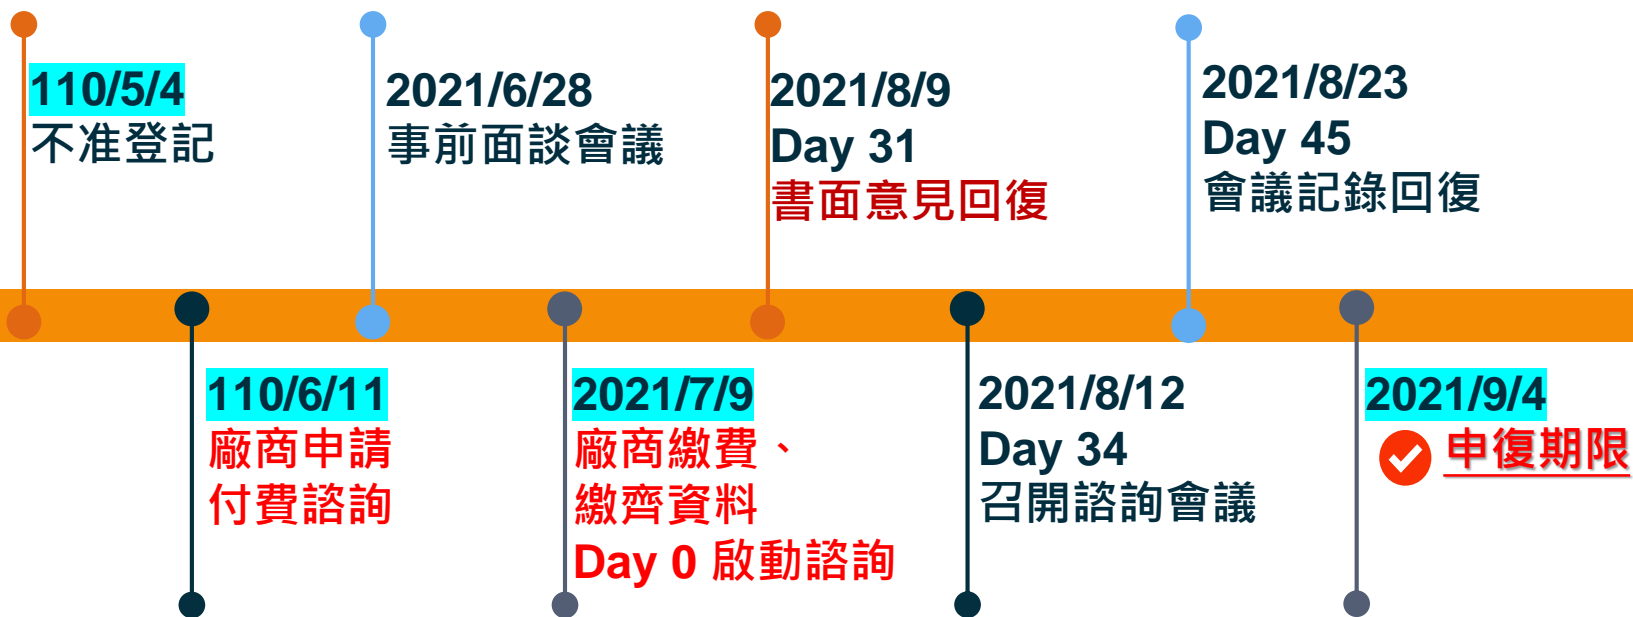 110/5/4
不准登記
110/6/11
廠商申請
付費諮詢
2021/6/28
事前面談會議
2021/7/9
廠商繳費、
繳齊資料
Day 0 啟動諮詢
2021/8/9
Day 31
書面意見回復
2021/8/12
Day 34
召開諮詢會議
2021/8/23
Day 45
會議記錄回復
2021/9/4
申復期限